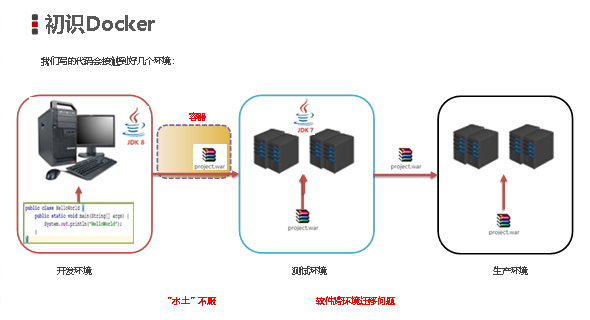 初识Docker
我们写的代码会接触到好几个环境：
容器
JDK 8
JDK 7
project.war
project.war
project.war
project.war
public class HelloWorld {
public static void main(String[] args) {
System.out.println("HelloWorld");
}
}
开发环境
测试环境
生产环境
"水土"不服
软件跨环境迁移问题